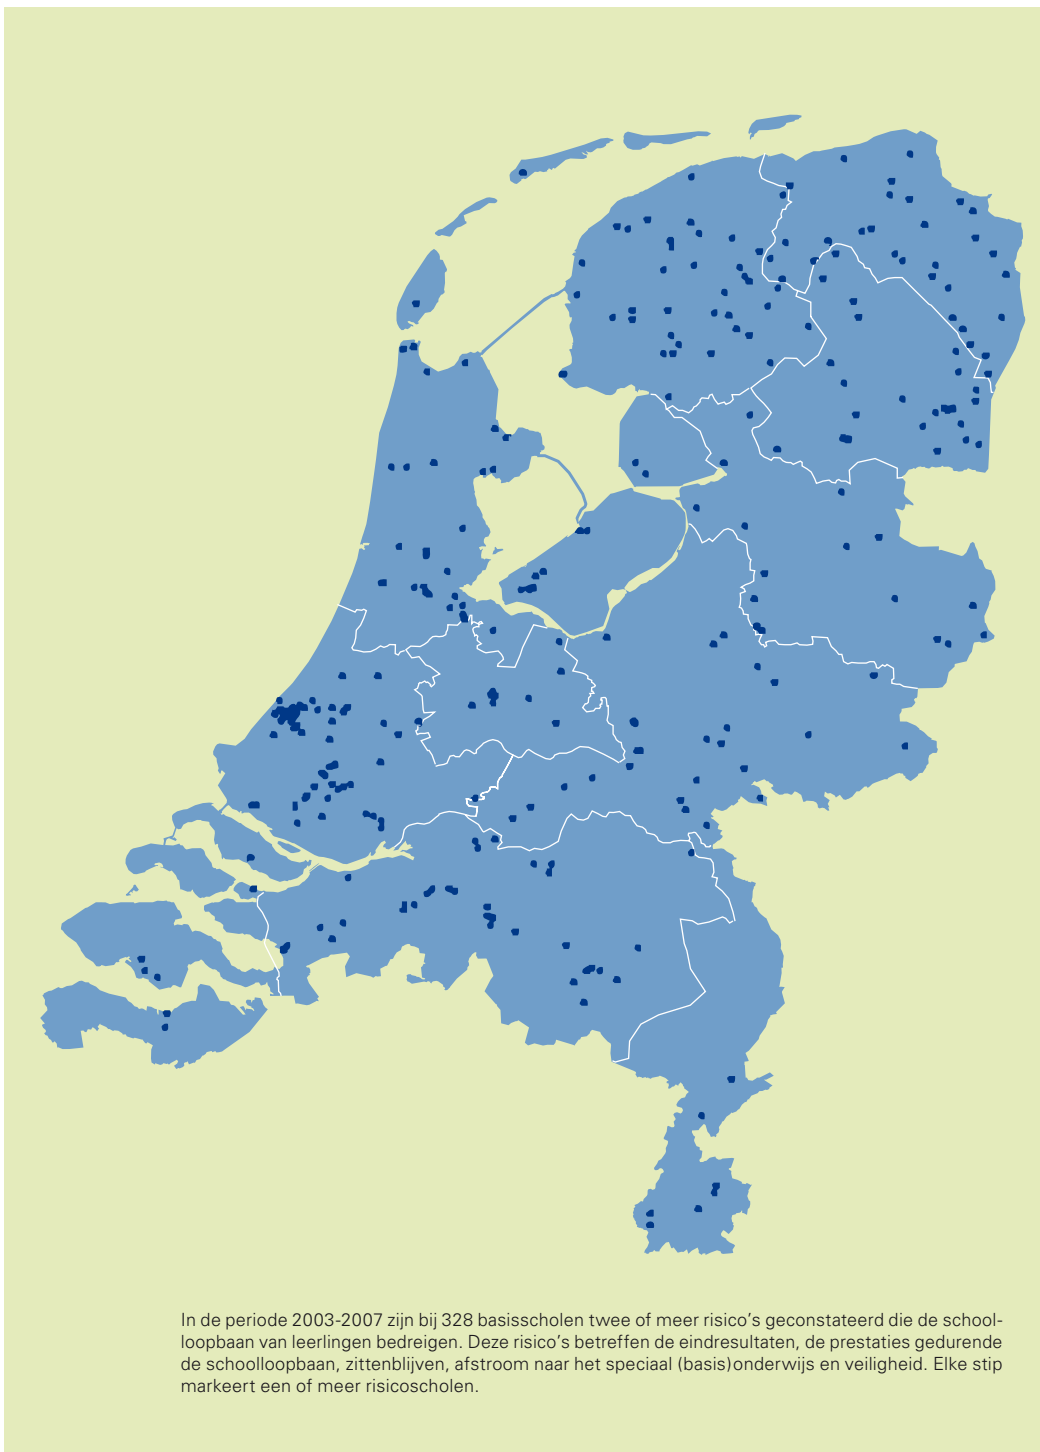 In de periode 2003-2007 zijn bij 328 basisscholen twee of meer risico's geconstateerd die de school-
loopbaan van leerlingen bedreigen. Deze risico's betreffen de eindresultaten, de prestaties gedurende
de schoolloopbaan, zittenblijven, afstroom naar het speciaal (basis)onderwijs en veiligheid. Elke stip
markeert een of meer risicoscholen.